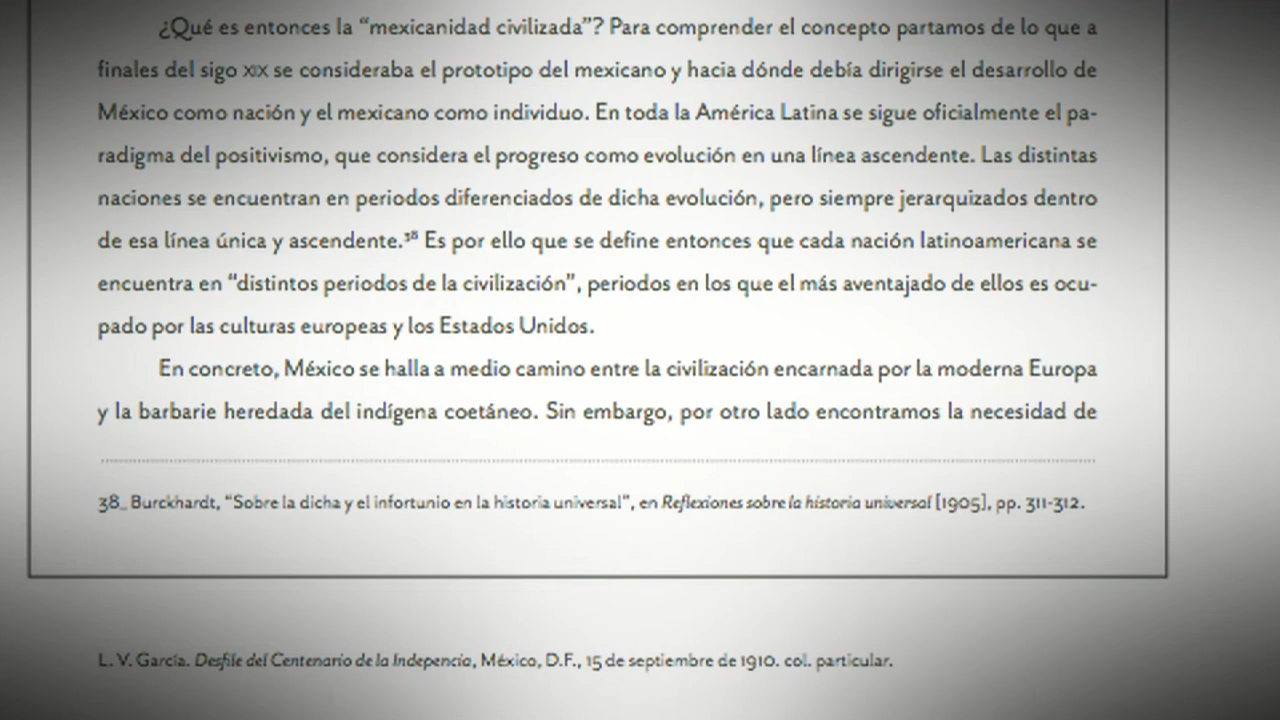 ¿Qué es entonces la “mexicanidad civilizada”? Para comprender el concepto partamos de lo que a
finales del sigo XIX se consideraba el prototipo del mexicano y hacia dónde debía dirigirse el desarrollo de
México como nación y el mexicano como individuo. En toda la América Latina se sigue oficialmente el pa-
radigma del positivismo, que considera el progreso como evolución en una línea ascendente. Las distintas
naciones se encuentran en periodos diferenciados de dicha evolución, pero siempre jerarquizados dentro
de esa línea única y ascendente.³⁸ Es por ello que se define entonces que cada nación latinoamericana se
encuentra en “distintos periodos de la civilización”, periodos en los que el más aventajado de ellos es ocu-
pado por las culturas europeas y los Estados Unidos.
En concreto, México se halla a medio camino entre la civilización encarnada por la moderna Europa
y la barbarie heredada del indígena coetáneo. Sin embargo, por otro lado encontramos la necesidad de
38_ Burckhardt, “Sobre la dicha y el infortunio en la historia universal”, en Reflexiones sobre la historia universal [1905], pp. 311-312.
L. V. García. Desfile del Centenario de la Indepencia, México, D.F., 15 de septiembre de 1910. col. particular.